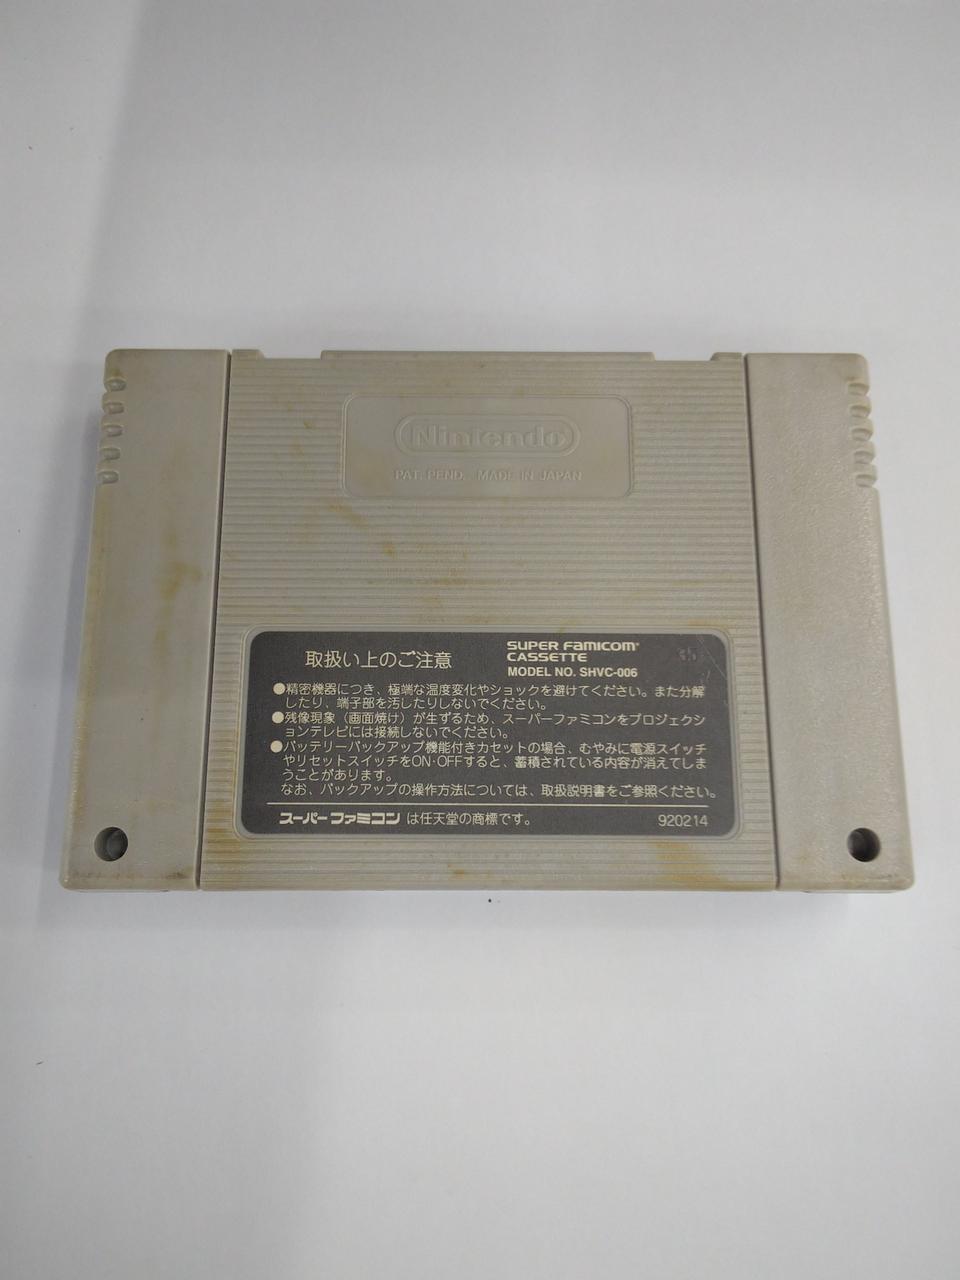 Nintendo
PAT. PEND. MADE IN JAPAN
取扱い上のご注意
SUPER FAMICOM
CASSETTE
MODEL NO. SHVC-006
35
●精密機器につき、極端な温度変化やショックを避けてください。また分解
したり、端子部を汚したりしないでください。
●残像現象（画面焼け）が生ずるため、スーパーファミコンをプロジェクシ
ョンテレビには接続しないでください。
●バッテリーバックアップ機能付きカセットの場合、むやみに電源スイッチ
やリセットスイッチをON･OFFすると、蓄積されている内容が消えてしま
うことがあります。
なお、バックアップの操作方法については、取扱説明書をご参照ください。
スーパーファミコン は任天堂の商標です。
920214